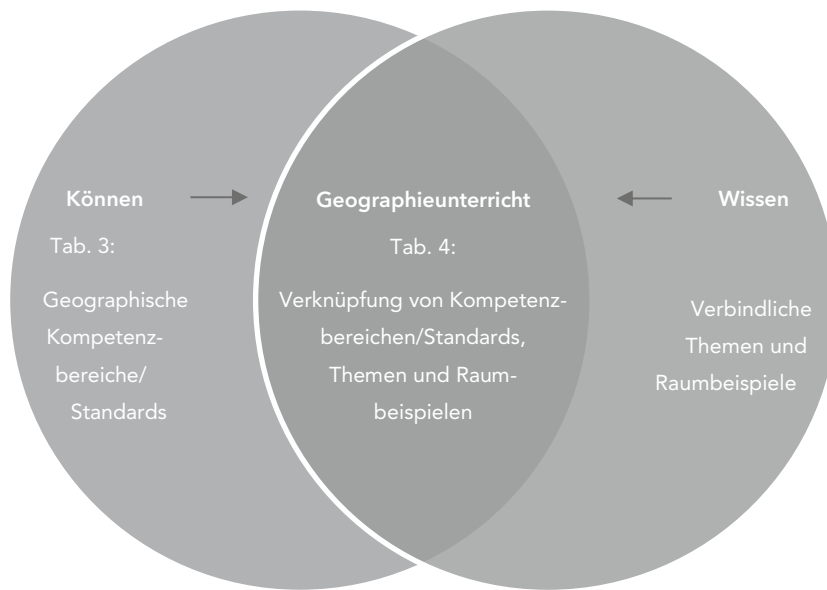 Können
Tab. 3:
Geographische
Kompetenz-
bereiche/
Standards
Geographieunterricht
Tab. 4:
Verknüpfung von Kompetenz-
bereichen/Standards,
Themen und Raum-
beispielen
Wissen
Verbindliche
Themen und
Raumbeispiele